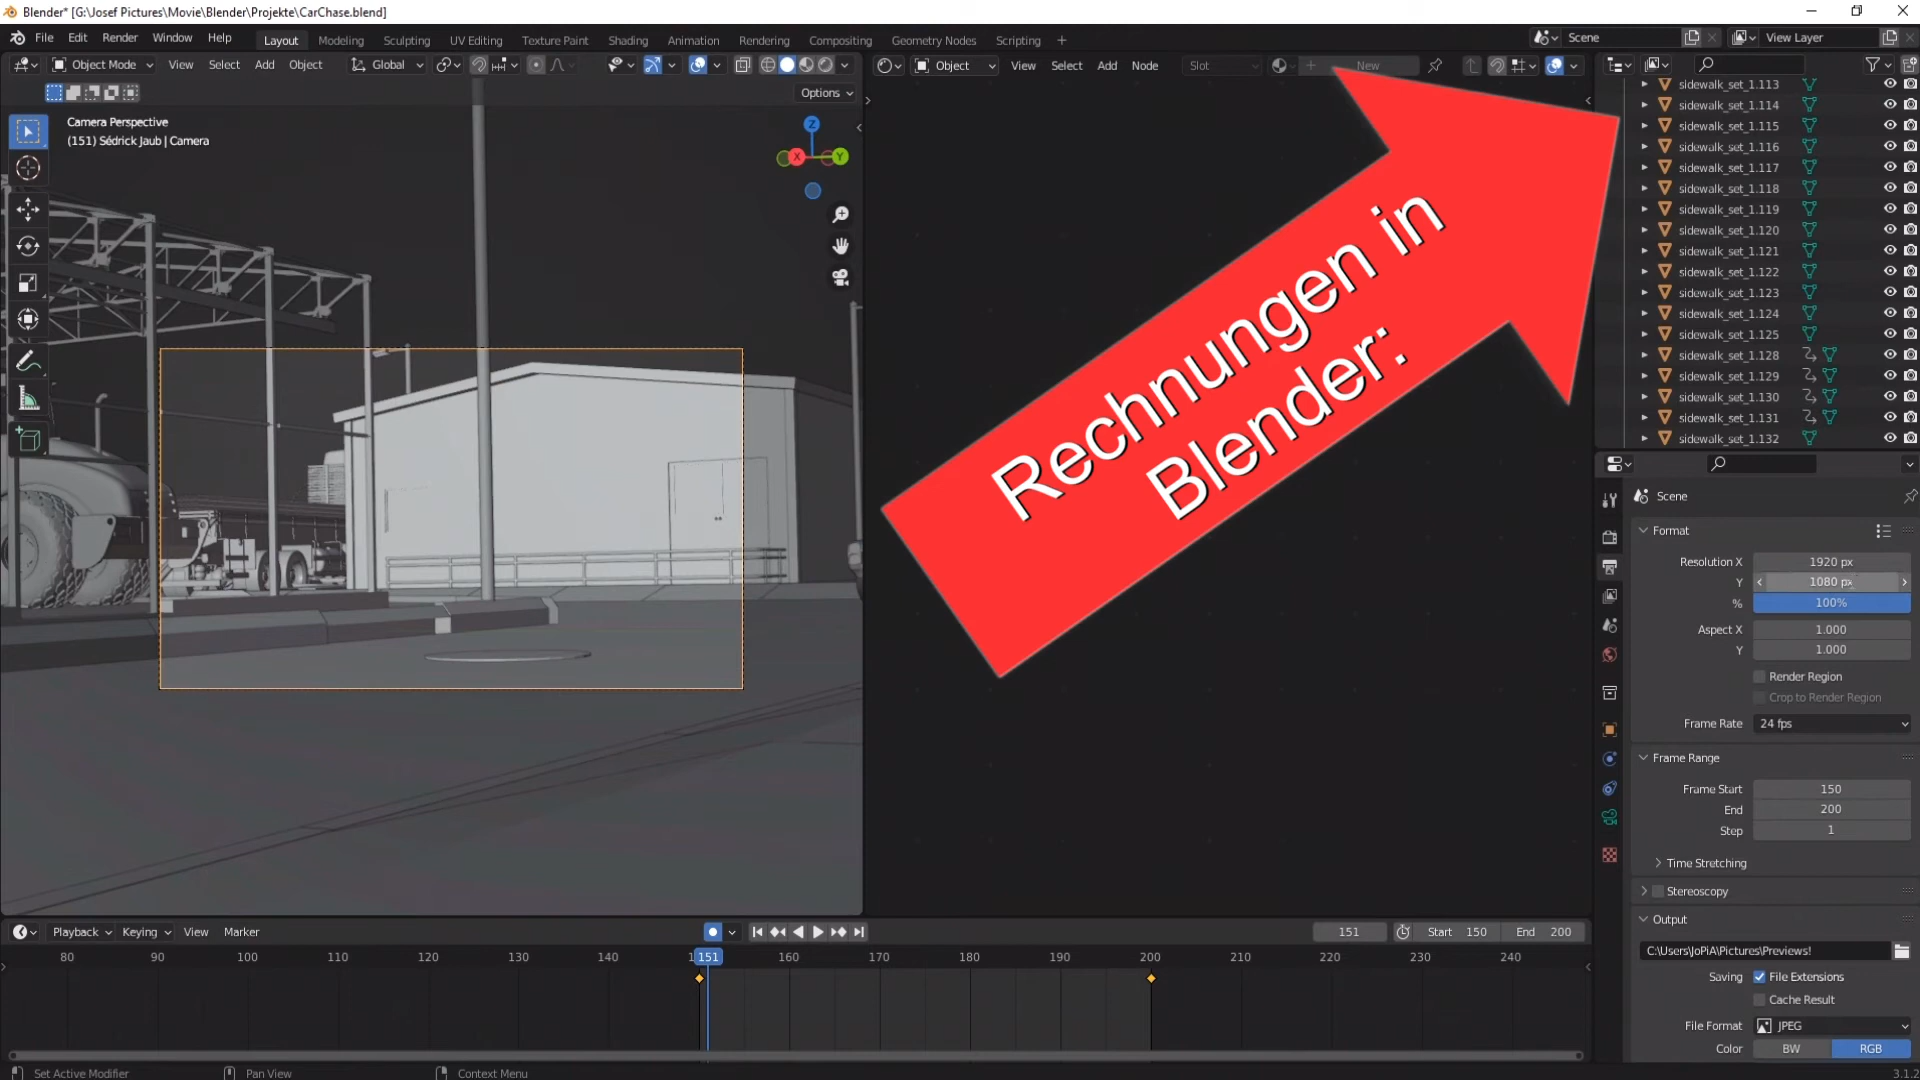 Blender* [G:\Josef Pictures\Movie\Blender\Projekte\CarChase.blend]
File Edit Render Window Help
Layout Modeling Sculpting UV Editing Texture Paint Shading Animation Rendering Compositing Geometry Nodes Scripting +
Scene
View Layer
Object Mode View Select Add Object Global
Object View Select Add Node Slot New
Options
Camera Perspective
(151) Sédrick Jaub | Camera
Z
X
Y
Rechnungen in
Blender:
sidewalk_set_1.113
sidewalk_set_1.114
sidewalk_set_1.115
sidewalk_set_1.116
sidewalk_set_1.117
sidewalk_set_1.118
sidewalk_set_1.119
sidewalk_set_1.120
sidewalk_set_1.121
sidewalk_set_1.122
sidewalk_set_1.123
sidewalk_set_1.124
sidewalk_set_1.125
sidewalk_set_1.128
sidewalk_set_1.129
sidewalk_set_1.130
sidewalk_set_1.131
sidewalk_set_1.132
Scene
Format
Resolution X 1920 px
Y 1080 px
% 100%
Aspect X 1.000
Y 1.000
Render Region
Crop to Render Region
Frame Rate 24 fps
Frame Range
Frame Start 150
End 200
Step 1
Time Stretching
Stereoscopy
Output
C:\Users\JoPiA\Pictures\Previews!
Saving File Extensions
Cache Result
File Format JPEG
Color BW RGB
Playback Keying View Marker
151 Start 150 End 200
80 90 100 110 120 130 140 151 160 170 180 190 200 210 220 230 240
Set Active Modifier Pan View Context Menu
3.1.2